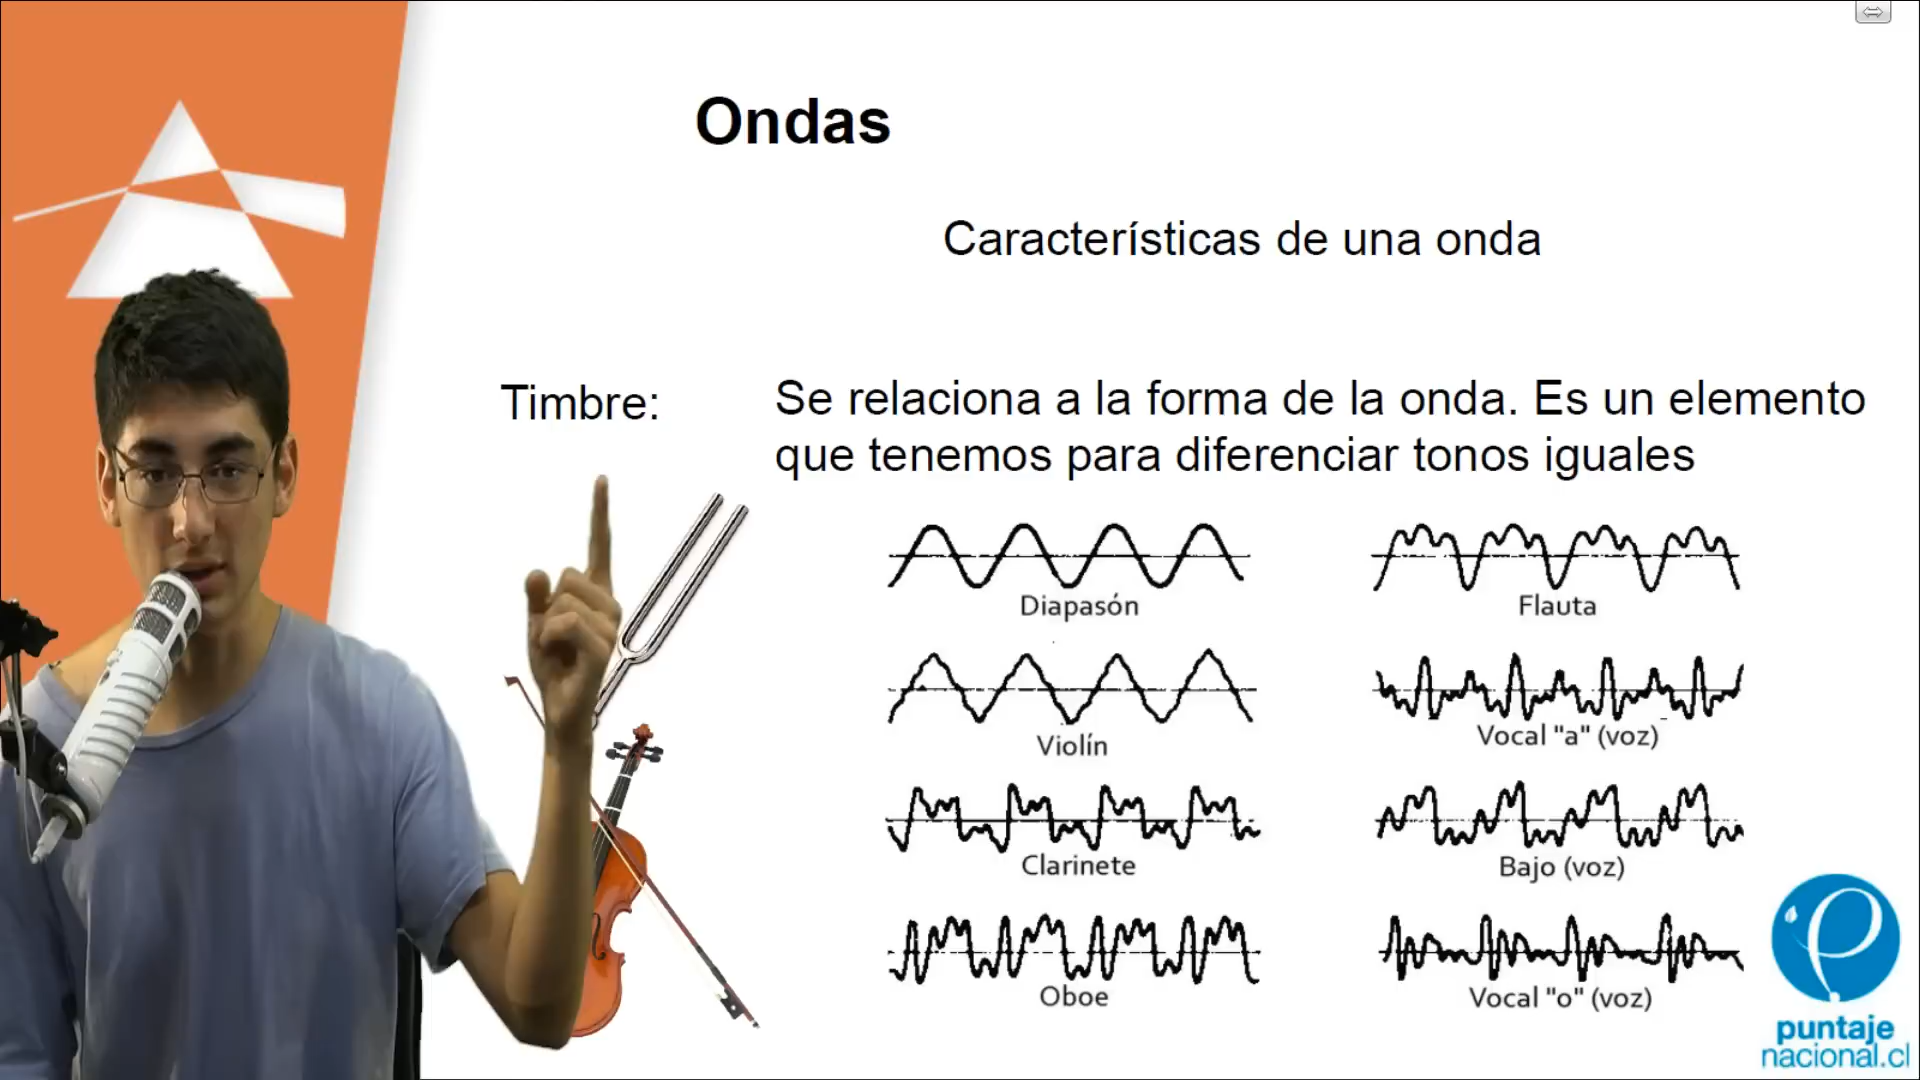 Ondas
Características de una onda
Timbre:
Se relaciona a la forma de la onda. Es un elemento
que tenemos para diferenciar tonos iguales
Diapasón
Flauta
Violín
Vocal "a" (voz)
Clarinete
Bajo (voz)
Oboe
Vocal "o" (voz)
puntaje
nacional.cl